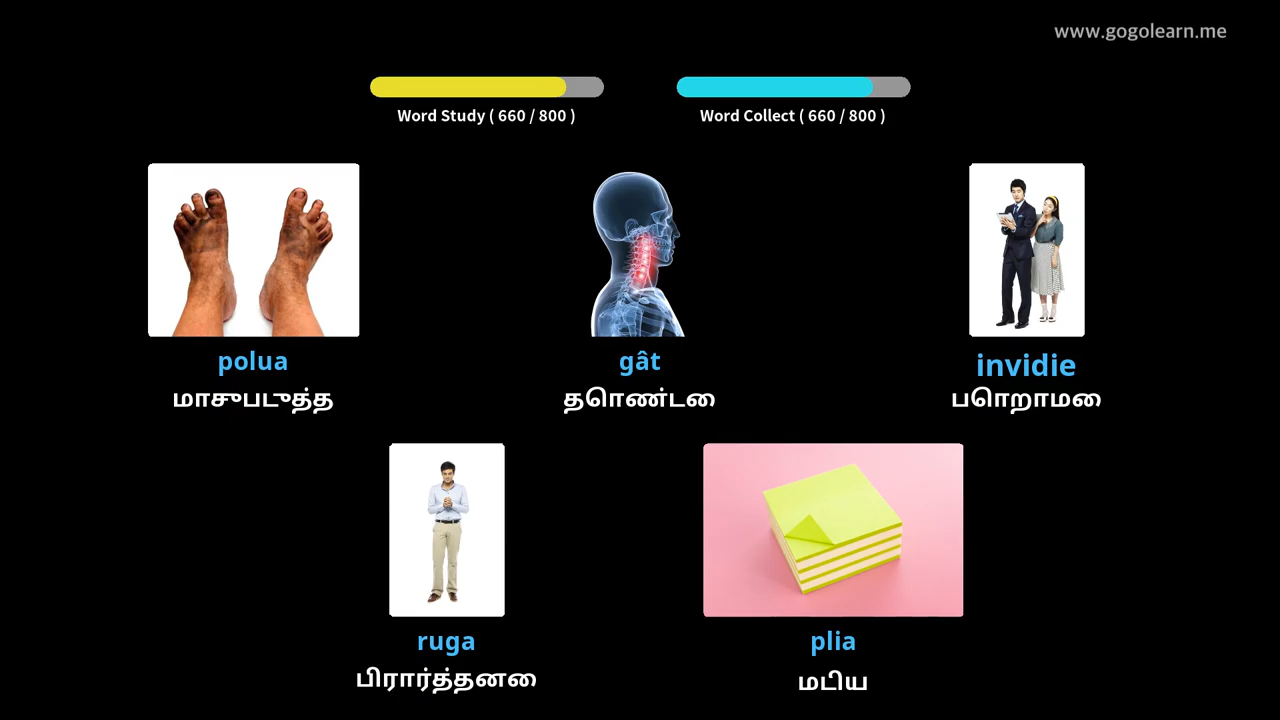 www.gogolearn.me
Word Study ( 660 / 800 )
Word Collect ( 660 / 800 )
polua
மாசுபடுத்த
gât
தொண்டை
invidie
பொறாமை
ruga
பிரார்த்தனை
plia
மடிய